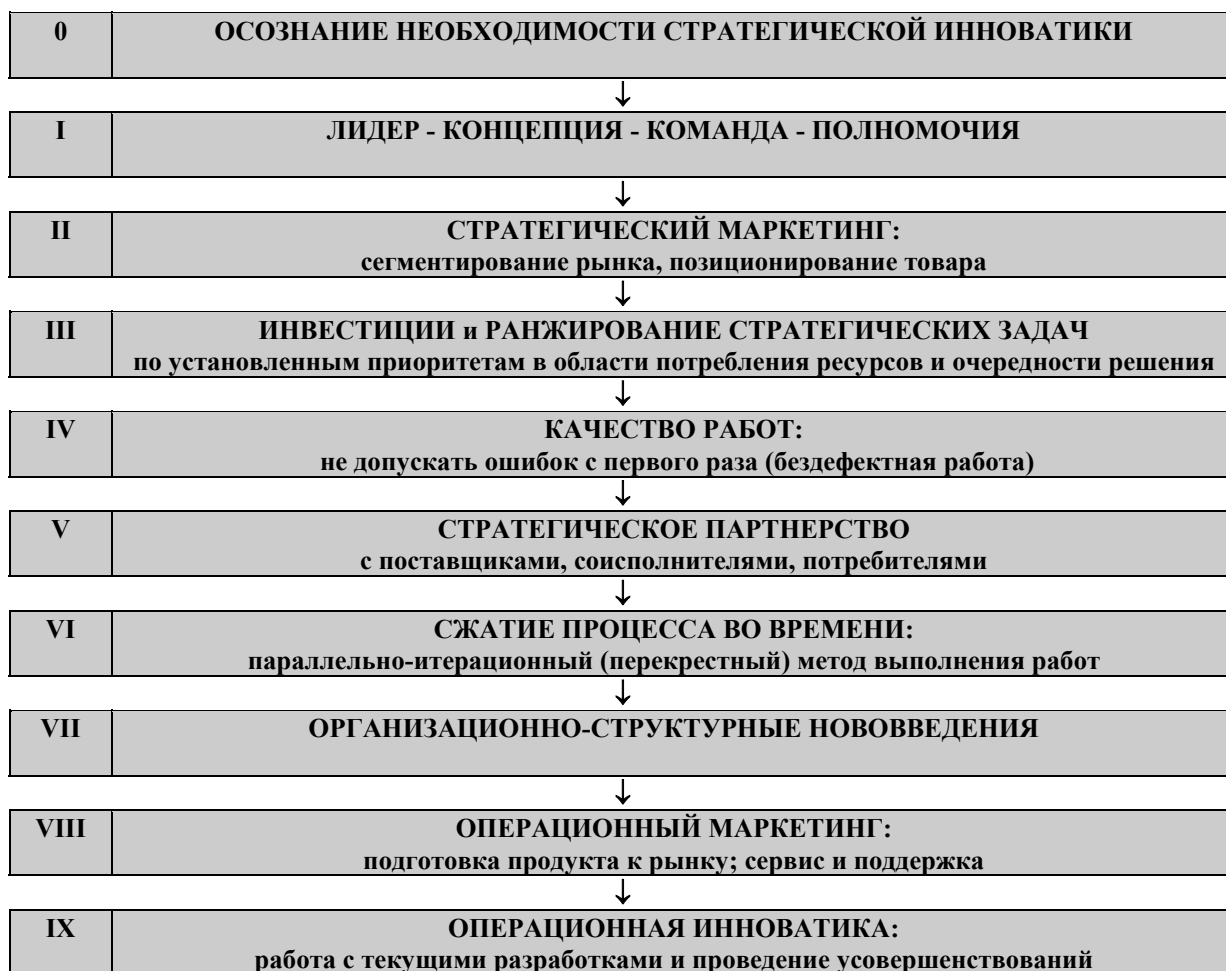 0 ОСОЗНАНИЕ НЕОБХОДИМОСТИ СТРАТЕГИЧЕСКОЙ ИННОВАТИКИ
↓
I ЛИДЕР - КОНЦЕПЦИЯ - КОМАНДА - ПОЛНОМОЧИЯ
↓
II СТРАТЕГИЧЕСКИЙ МАРКЕТИНГ:
сегментирование рынка, позиционирование товара
↓
III ИНВЕСТИЦИИ и РАНЖИРОВАНИЕ СТРАТЕГИЧЕСКИХ ЗАДАЧ
по установленным приоритетам в области потребления ресурсов и очередности решения
↓
IV КАЧЕСТВО РАБОТ:
не допускать ошибок с первого раза (бездефектная работа)
↓
V СТРАТЕГИЧЕСКОЕ ПАРТНЕРСТВО
с поставщиками, соисполнителями, потребителями
↓
VI СЖАТИЕ ПРОЦЕССА ВО ВРЕМЕНИ:
параллельно-итерационный (перекрестный) метод выполнения работ
↓
VII ОРГАНИЗАЦИОННО-СТРУКТУРНЫЕ НОВОВВЕДЕНИЯ
↓
VIII ОПЕРАЦИОННЫЙ МАРКЕТИНГ:
подготовка продукта к рынку; сервис и поддержка
↓
IX ОПЕРАЦИОННАЯ ИННОВАТИКА:
работа с текущими разработками и проведение усовершенствований